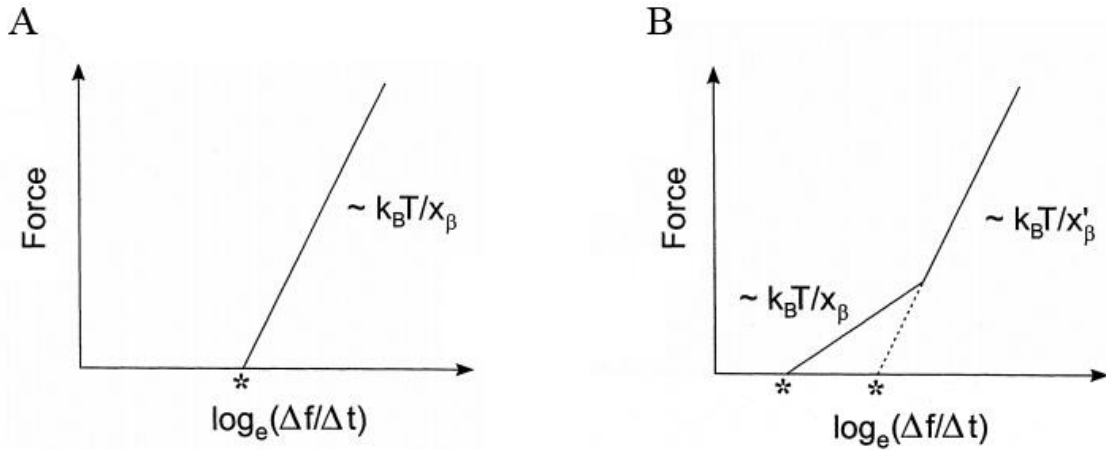 A
Force
~ k_BT/x_β
*
log_e(Δf/Δt)
B
Force
~ k_BT/x_β
~ k_BT/x'_β
* *
log_e(Δf/Δt)